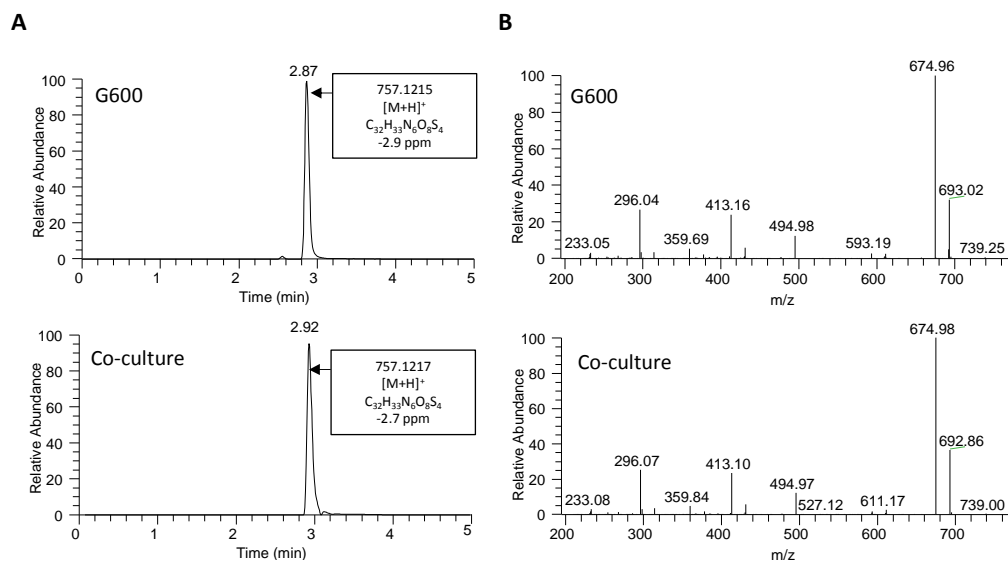 A
G600
Relative Abundance
100
80
60
40
20
0
2.87
757.1215
[M+H]⁺
C₃₂H₃₃N₆O₈S₄
-2.9 ppm
0 1 2 3 4 5
Time (min)
Co-culture
Relative Abundance
100
80
60
40
20
0
2.92
757.1217
[M+H]⁺
C₃₂H₃₃N₆O₈S₄
-2.7 ppm
0 1 2 3 4 5
Time (min)
B
G600
Relative Abundance
100
80
60
40
20
0
674.96
693.02
296.04
413.16
494.98
359.69
233.05
593.19
739.25
200 300 400 500 600 700
m/z
Co-culture
Relative Abundance
100
80
60
40
20
0
674.98
692.86
296.07
413.10
494.97
359.84
233.08
527.12
611.17
739.00
200 300 400 500 600 700
m/z